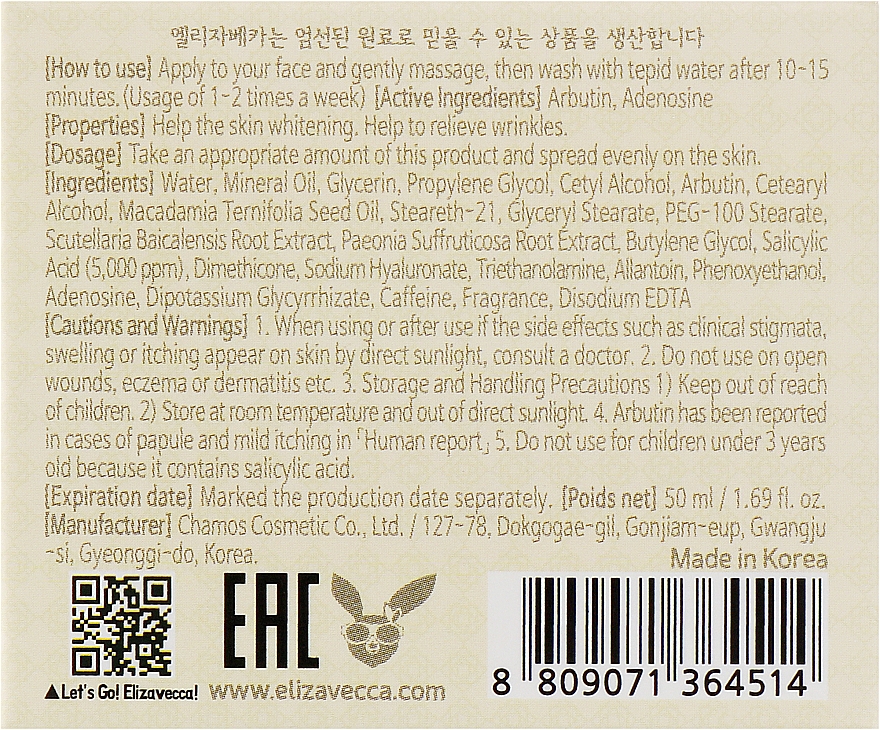 엘리자베카는 엄선된 원료로 믿을 수 있는 상품을 생산합니다
[How to use] Apply to your face and gently massage, then wash with tepid water after 10~15
minutes. (Usage of 1~2 times a week) [Active Ingredients] Arbutin, Adenosine
[Properties] Help the skin whitening. Help to relieve wrinkles.
[Dosage] Take an appropriate amount of this product and spread evenly on the skin.
[Ingredients] Water, Mineral Oil, Glycerin, Propylene Glycol, Cetyl Alcohol, Arbutin, Cetearyl
Alcohol, Macadamia Ternifolia Seed Oil, Steareth-21, Glyceryl Stearate, PEG-100 Stearate,
Scutellaria Baicalensis Root Extract, Paeonia Suffruticosa Root Extract, Butylene Glycol, Salicylic
Acid (5,000 ppm), Dimethicone, Sodium Hyaluronate, Triethanolamine, Allantoin, Phenoxyethanol,
Adenosine, Dipotassium Glycyrrhizate, Caffeine, Fragrance, Disodium EDTA
[Cautions and Warnings] 1. When using or after use if the side effects such as clinical stigmata,
swelling or itching appear on skin by direct sunlight, consult a doctor. 2. Do not use on open
wounds, eczema or dermatitis etc. 3. Storage and Handling Precautions 1) Keep out of reach
of children. 2) Store at room temperature and out of direct sunlight. 4. Arbutin has been reported
in cases of papule and mild itching in「Human report」5. Do not use for children under 3 years
old because it contains salicylic acid.
[Expiration date] Marked the production date separately. [Poids net] 50 ml / 1.69 fl. oz.
[Manufacturer] Chamos Cosmetic Co., Ltd. / 127-78, Dokgogae-gil, Gonjiam-eup, Gwangju
-si, Gyeonggi-do, Korea.
Made in Korea
EAC
▲Let's Go! Elizavecca!
www.elizavecca.com
8 809071 364514